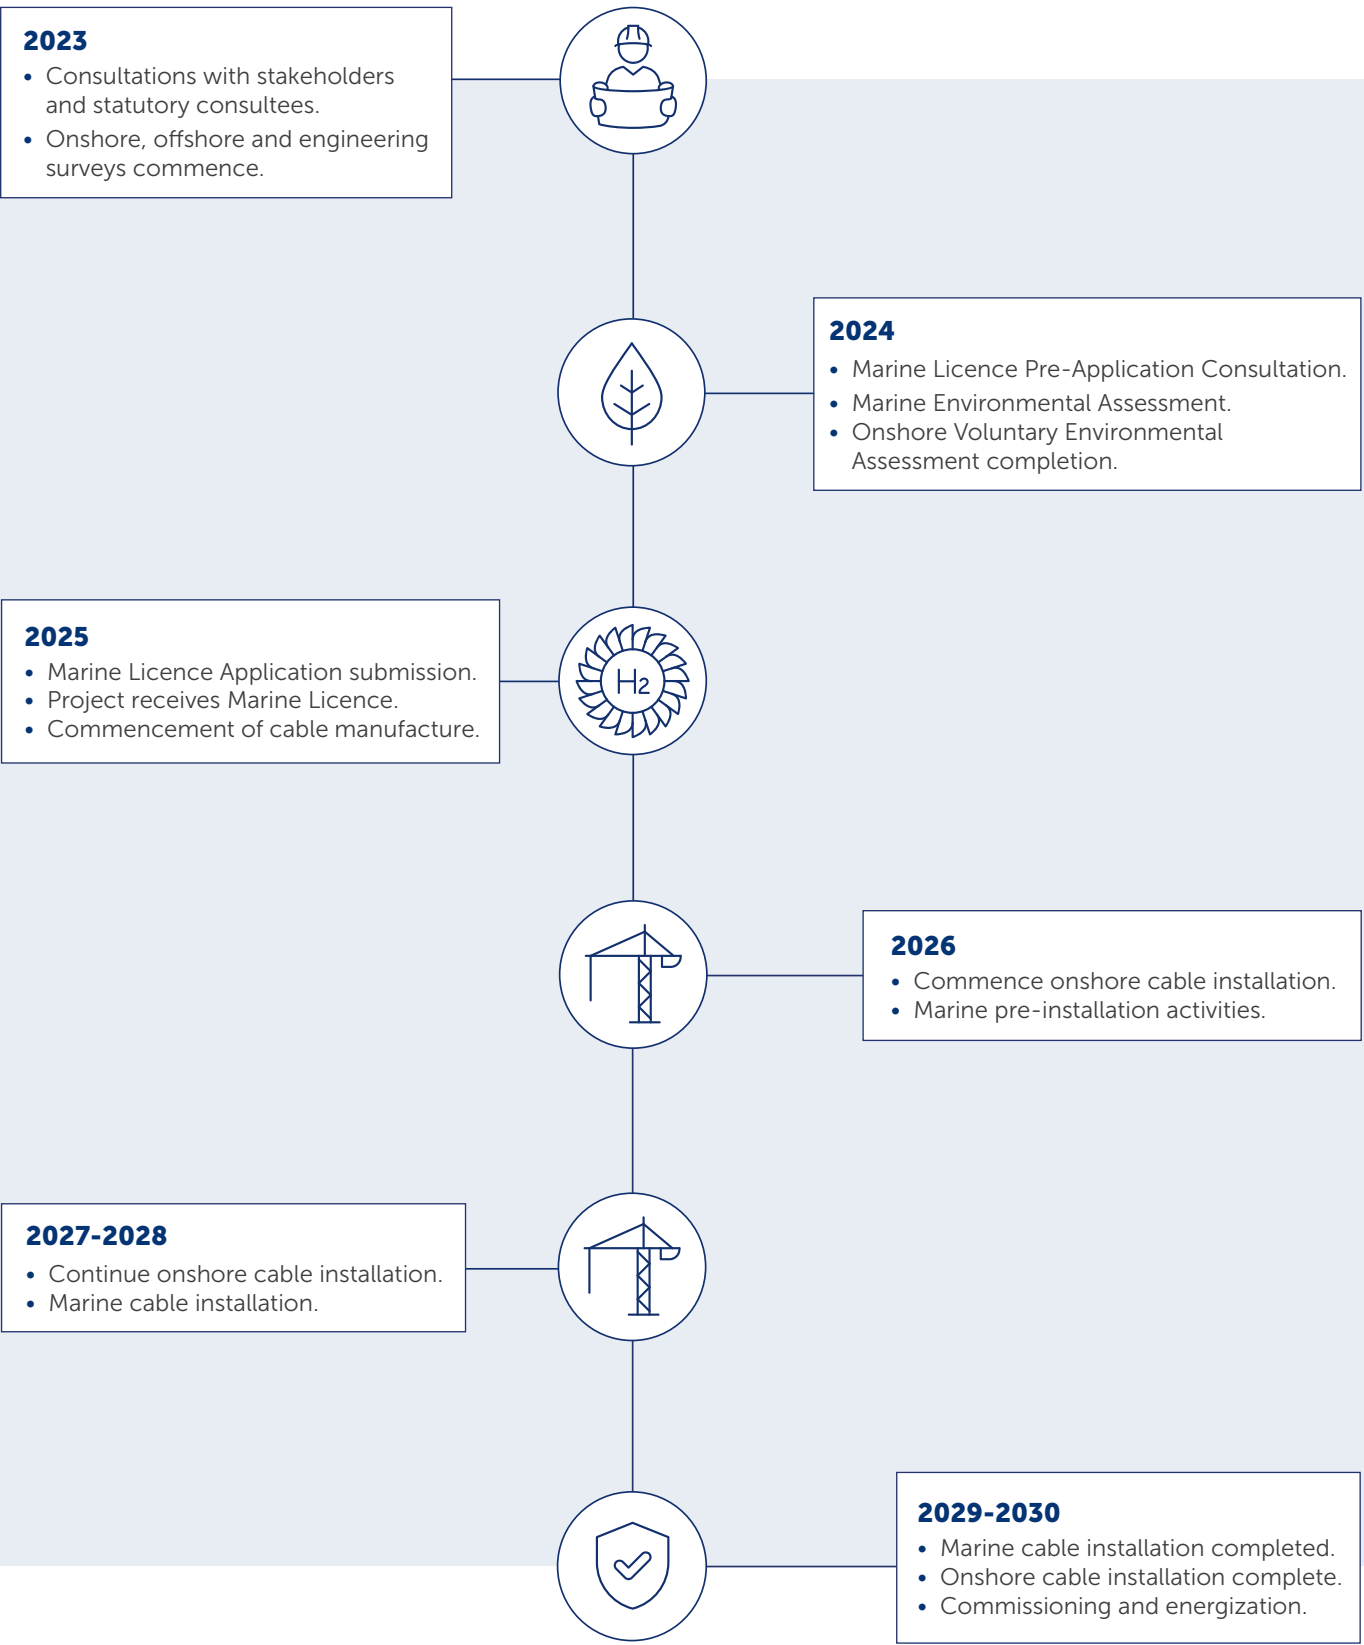 2023
• Consultations with stakeholders
and statutory consultees.
• Onshore, offshore and engineering
surveys commence.
2024
• Marine Licence Pre-Application Consultation.
• Marine Environmental Assessment.
• Onshore Voluntary Environmental
Assessment completion.
2025
• Marine Licence Application submission.
• Project receives Marine Licence.
• Commencement of cable manufacture.
H2
2026
• Commence onshore cable installation.
• Marine pre-installation activities.
2027-2028
• Continue onshore cable installation.
• Marine cable installation.
2029-2030
• Marine cable installation completed.
• Onshore cable installation complete.
• Commissioning and energization.